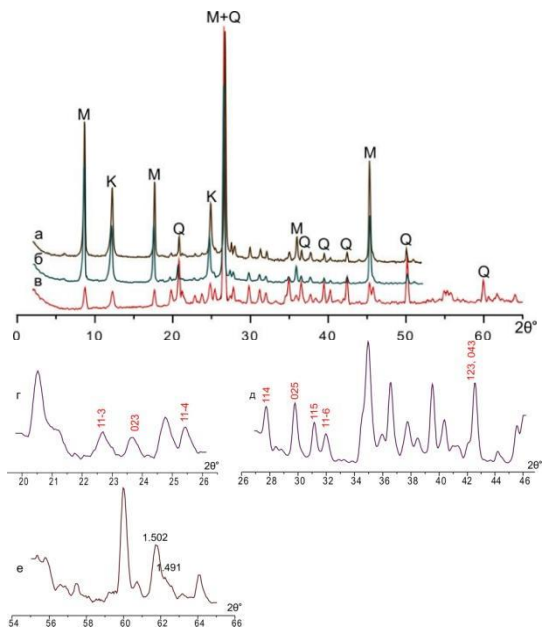 M+Q
M
K
M
Q
K
M
Q
Q
Q
M
Q
Q
а
б
в
0 10 20 30 40 50 60 2θ°
г
11-3
023
11-4
20 21 22 23 24 25 26
2θ°
д
114
025
115
11-6
123, 043
26 28 30 32 34 36 38 40 42 44 46
2θ°
е
1.502
1.491
54 56 58 60 62 64 66
2θ°